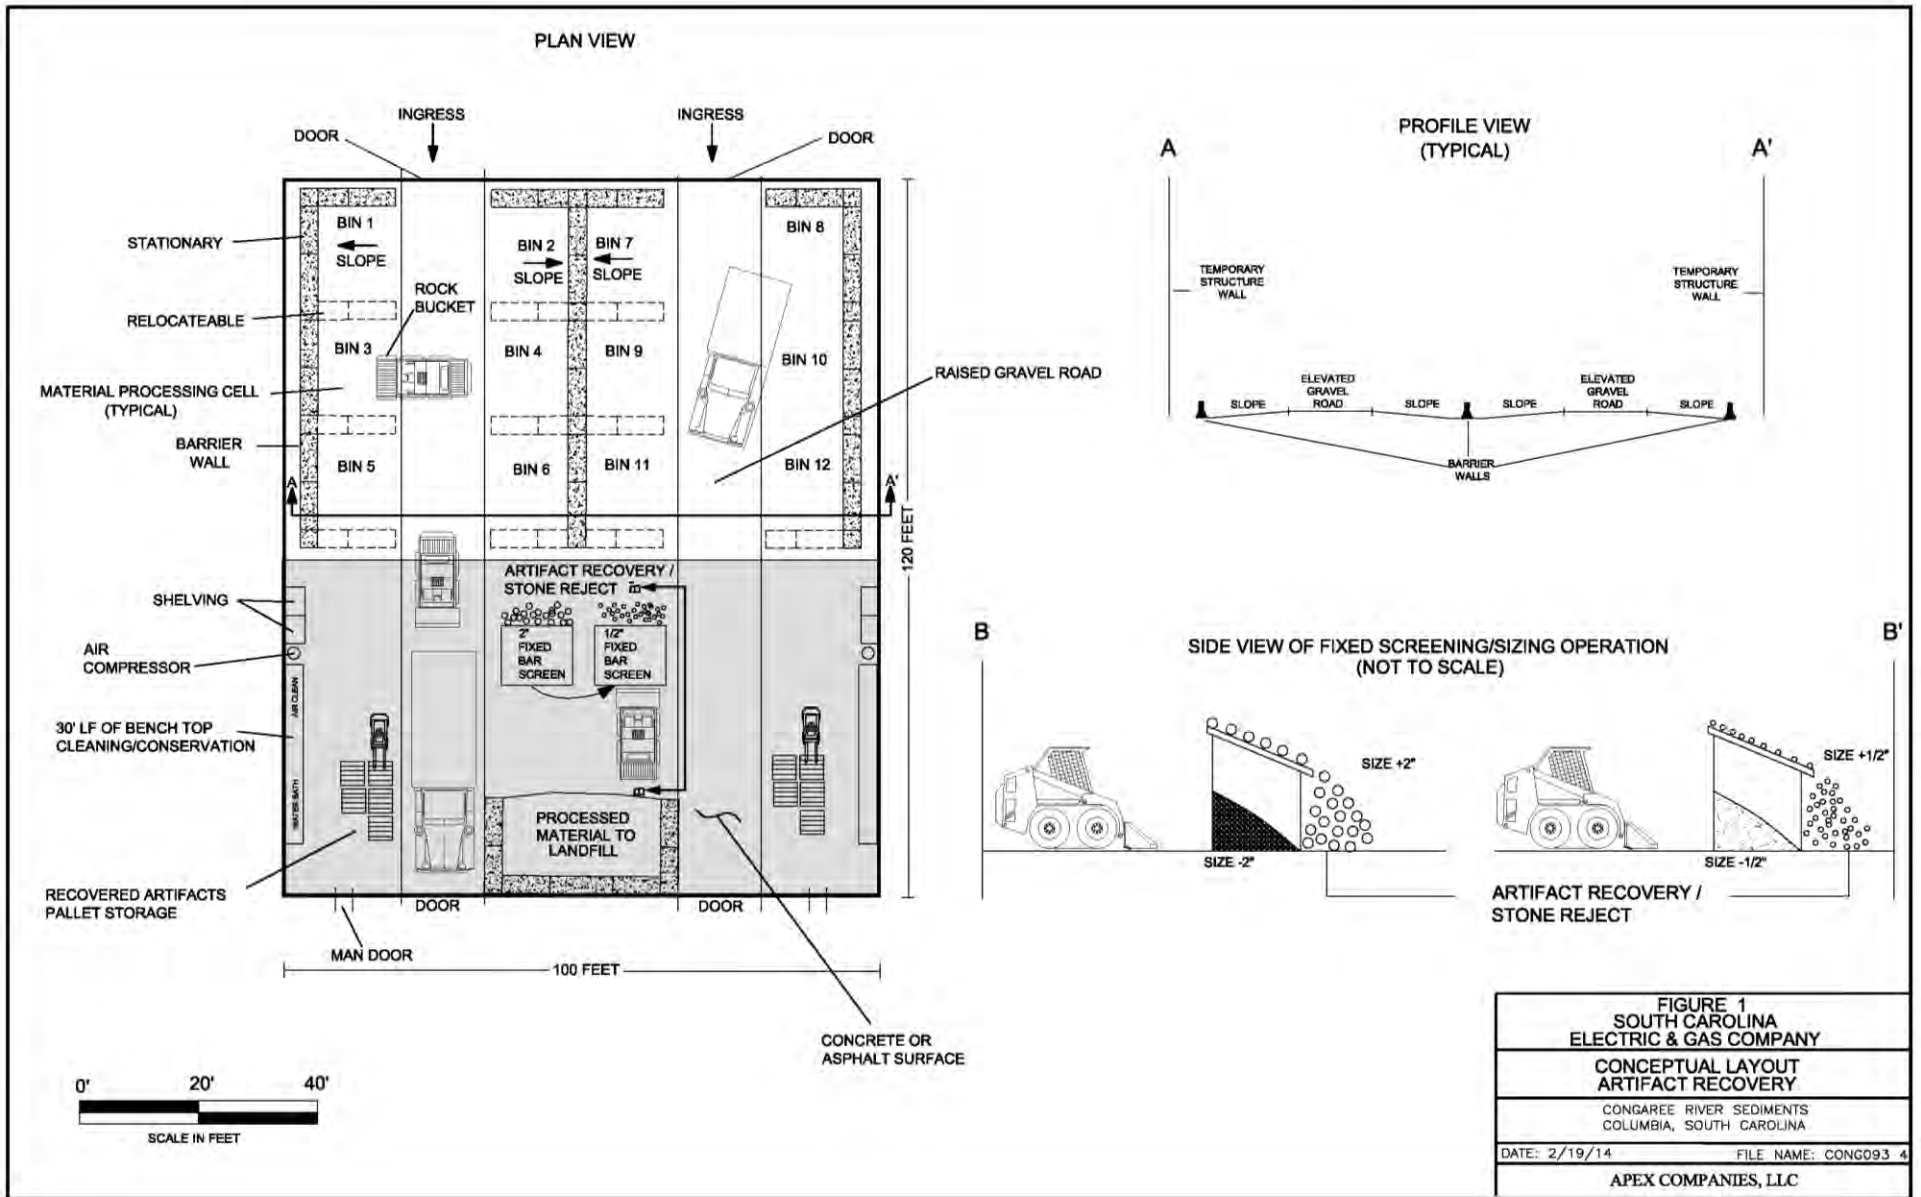 PLAN VIEW
INGRESS
INGRESS
DOOR
DOOR
BIN 1
SLOPE
BIN 2
SLOPE
BIN 7
SLOPE
BIN 8
STATIONARY
RELOCATEABLE
ROCK
BUCKET
BIN 3
BIN 4
BIN 9
BIN 10
MATERIAL PROCESSING CELL
(TYPICAL)
RAISED GRAVEL ROAD
BARRIER
WALL
BIN 5
BIN 6
BIN 11
BIN 12
A
A'
120 FEET
ARTIFACT RECOVERY /
STONE REJECT
SHELVING
2"
FIXED
BAR
SCREEN
1/2"
FIXED
BAR
SCREEN
AIR
COMPRESSOR
AIR CLEAN
30' LF OF BENCH TOP
CLEANING/CONSERVATION
WATER BATH
PROCESSED
MATERIAL TO
LANDFILL
RECOVERED ARTIFACTS
PALLET STORAGE
DOOR
DOOR
MAN DOOR
100 FEET
CONCRETE OR
ASPHALT SURFACE
0' 20' 40'
SCALE IN FEET
PROFILE VIEW
(TYPICAL)
A
A'
TEMPORARY
STRUCTURE
WALL
TEMPORARY
STRUCTURE
WALL
SLOPE
ELEVATED
GRAVEL
ROAD
SLOPE
SLOPE
ELEVATED
GRAVEL
ROAD
SLOPE
BARRIER
WALLS
B
B'
SIDE VIEW OF FIXED SCREENING/SIZING OPERATION
(NOT TO SCALE)
SIZE +2"
SIZE +1/2"
SIZE -2"
SIZE -1/2"
ARTIFACT RECOVERY /
STONE REJECT
FIGURE 1
SOUTH CAROLINA
ELECTRIC & GAS COMPANY
CONCEPTUAL LAYOUT
ARTIFACT RECOVERY
CONGAREE RIVER SEDIMENTS
COLUMBIA, SOUTH CAROLINA
DATE: 2/19/14 FILE NAME: CONG093 4
APEX COMPANIES, LLC